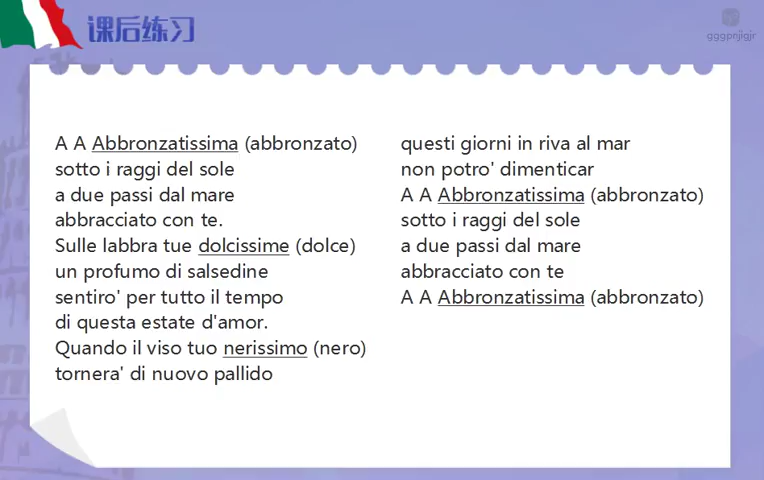 课后练习
gggpnjigjr
A A Abbronzatissima (abbronzato)
sotto i raggi del sole
a due passi dal mare
abbracciato con te.
Sulle labbra tue dolcissime (dolce)
un profumo di salsedine
sentiro' per tutto il tempo
di questa estate d'amor.
Quando il viso tuo nerissimo (nero)
tornera' di nuovo pallido
questi giorni in riva al mar
non potro' dimenticar
A A Abbronzatissima (abbronzato)
sotto i raggi del sole
a due passi dal mare
abbracciato con te
A A Abbronzatissima (abbronzato)